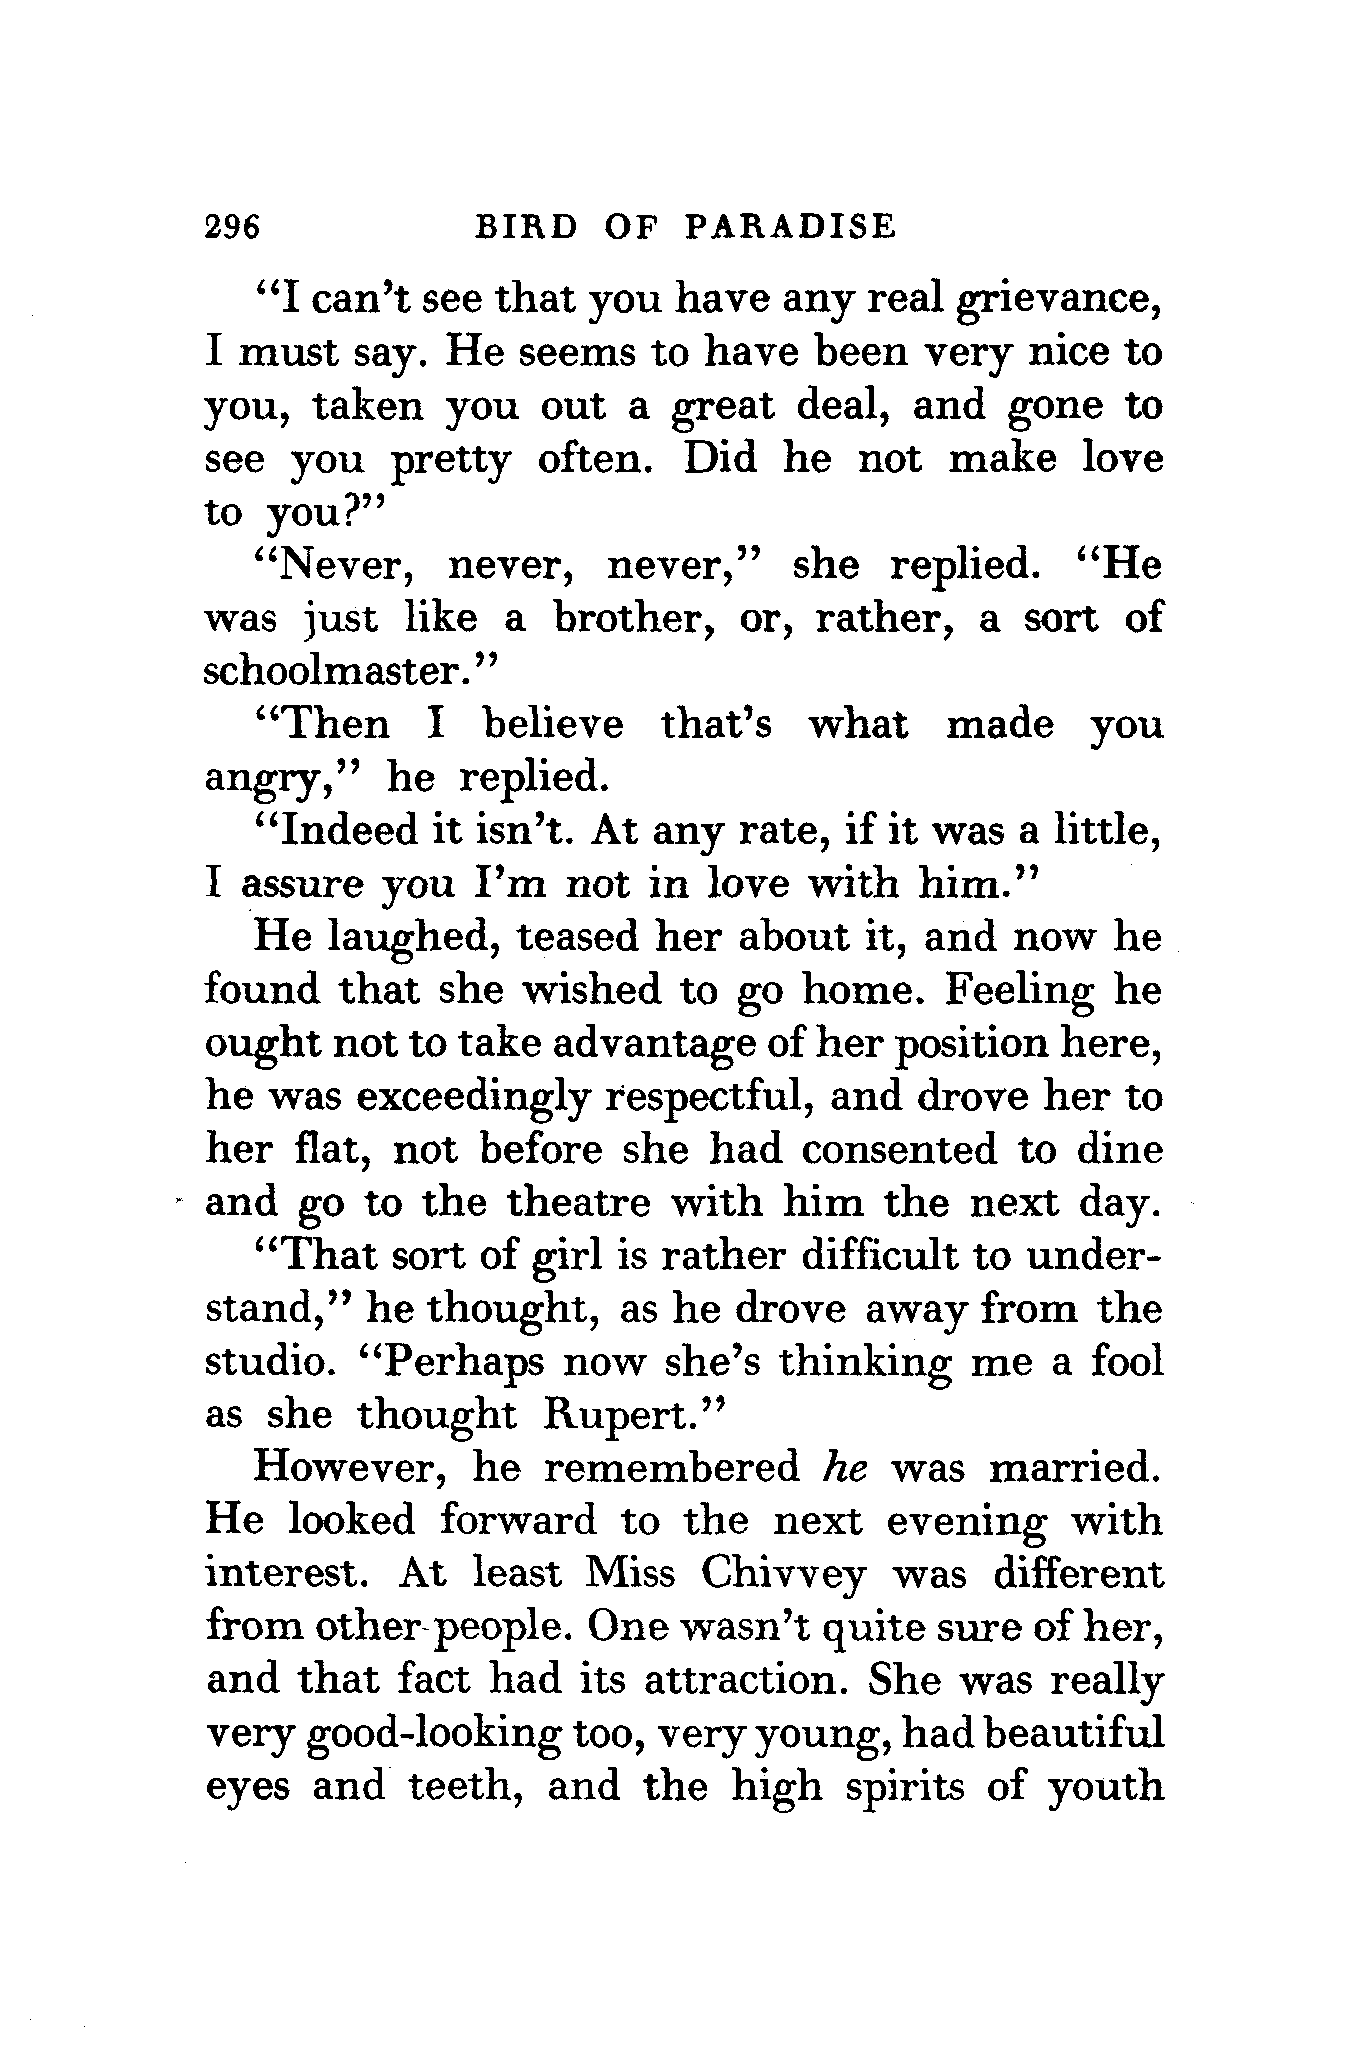 296 BIRD OF PARADISE
"I can't see that you have any real grievance,
I must say. He seems to have been very nice to
you, taken you out a great deal, and gone to
see you pretty often. Did he not make love
to you?"
"Never, never, never," she replied. "He
was just like a brother, or, rather, a sort of
schoolmaster."
"Then I believe that's what made you
angry," he replied.
"Indeed it isn't. At any rate, if it was a little,
I assure you I'm not in love with him."
He laughed, teased her about it, and now he
found that she wished to go home. Feeling he
ought not to take advantage of her position here,
he was exceedingly respectful, and drove her to
her flat, not before she had consented to dine
and go to the theatre with him the next day.
"That sort of girl is rather difficult to under-
stand," he thought, as he drove away from the
studio. "Perhaps now she's thinking me a fool
as she thought Rupert."
However, he remembered he was married.
He looked forward to the next evening with
interest. At least Miss Chivvey was different
from other people. One wasn't quite sure of her,
and that fact had its attraction. She was really
very good-looking too, very young, had beautiful
eyes and teeth, and the high spirits of youth